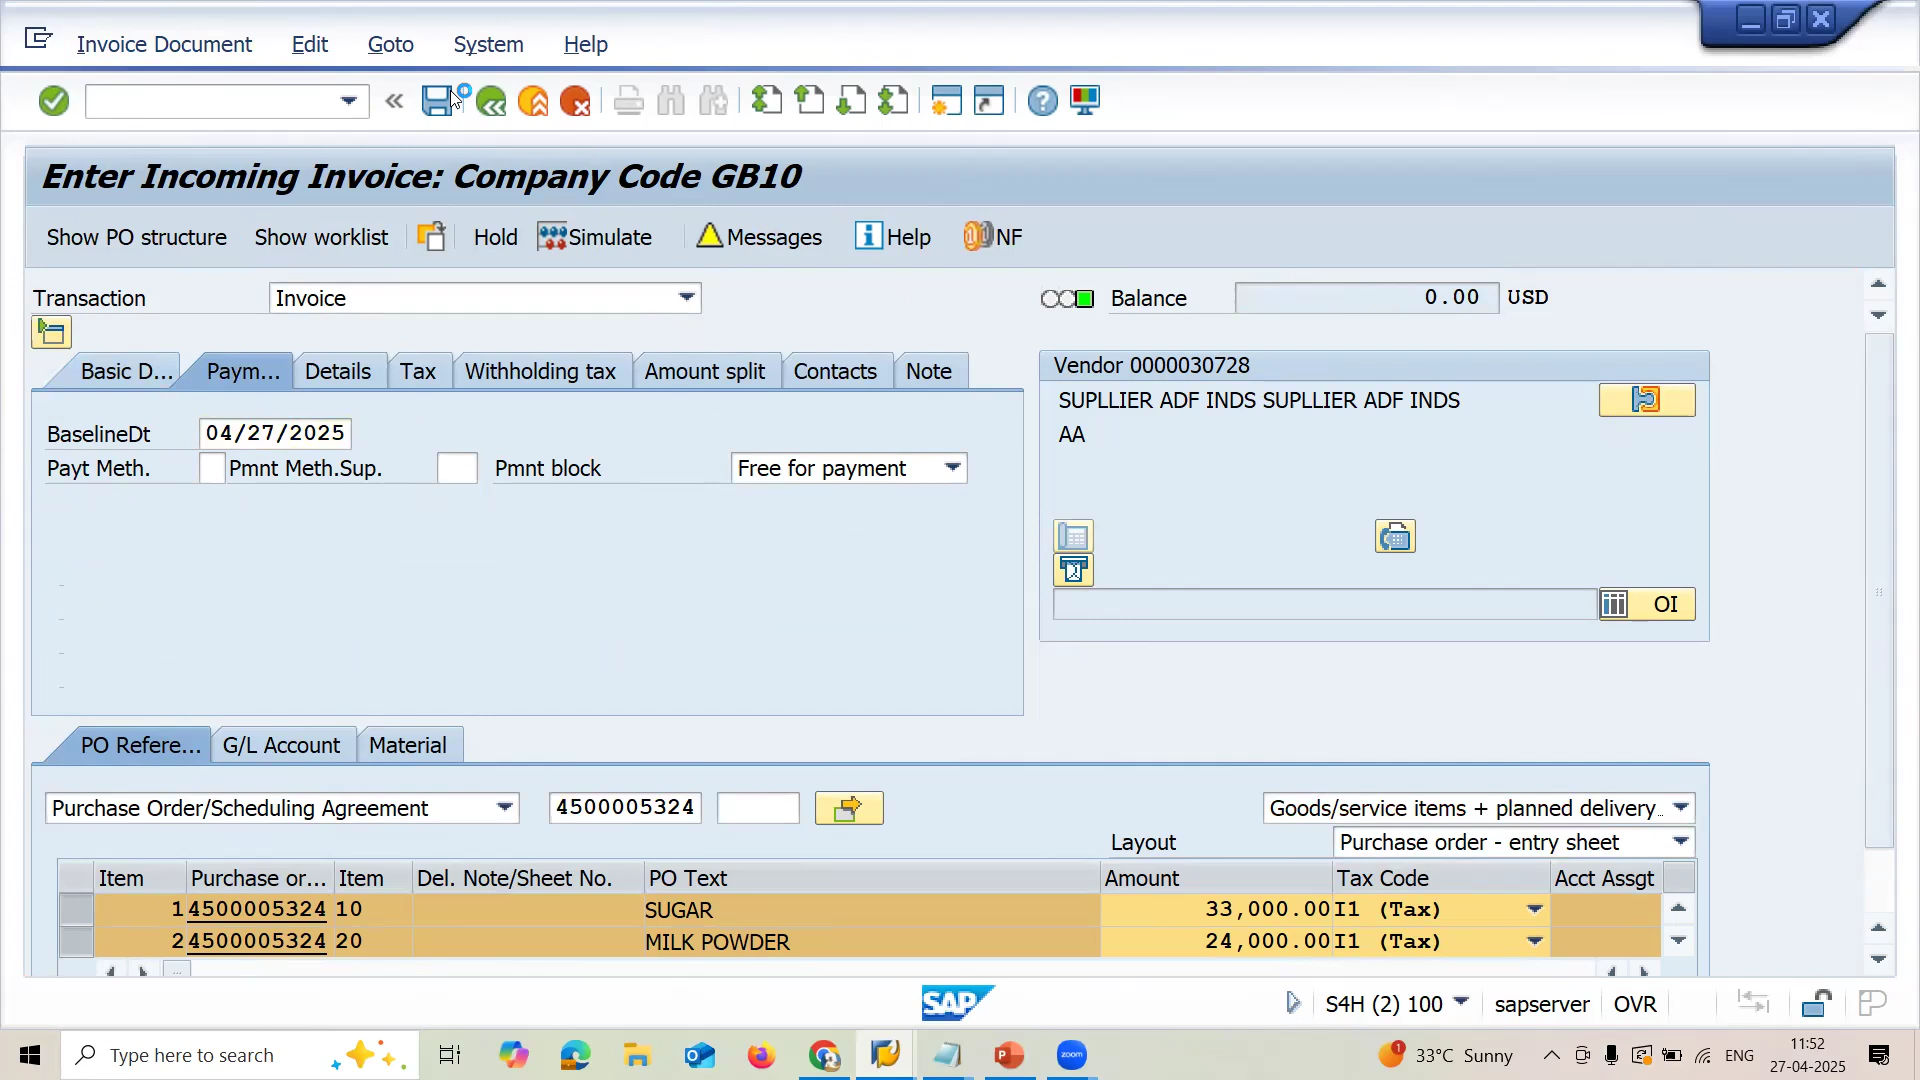 Invoice Document Edit Goto System Help
Enter Incoming Invoice: Company Code GB10
Show PO structure Show worklist Hold Simulate Messages Help NF
Transaction Invoice Balance 0.00 USD
Basic D... Paym... Details Tax Withholding tax Amount split Contacts Note
Vendor 0000030728
SUPLLIER ADF INDS SUPLLIER ADF INDS
AA
BaselineDt 04/27/2025
Payt Meth. Pmnt Meth.Sup. Pmnt block Free for payment
OI
PO Refere... G/L Account Material
Purchase Order/Scheduling Agreement 4500005324 Goods/service items + planned delivery..
Layout Purchase order - entry sheet
Item Purchase or... Item Del. Note/Sheet No. PO Text Amount Tax Code Acct Assgt
1 4500005324 10 SUGAR 33,000.00 I1 (Tax)
2 4500005324 20 MILK POWDER 24,000.00 I1 (Tax)
...
SAP S4H (2) 100 sapserver OVR
Type here to search zoom 1 33°C Sunny ENG 11:52
27-04-2025